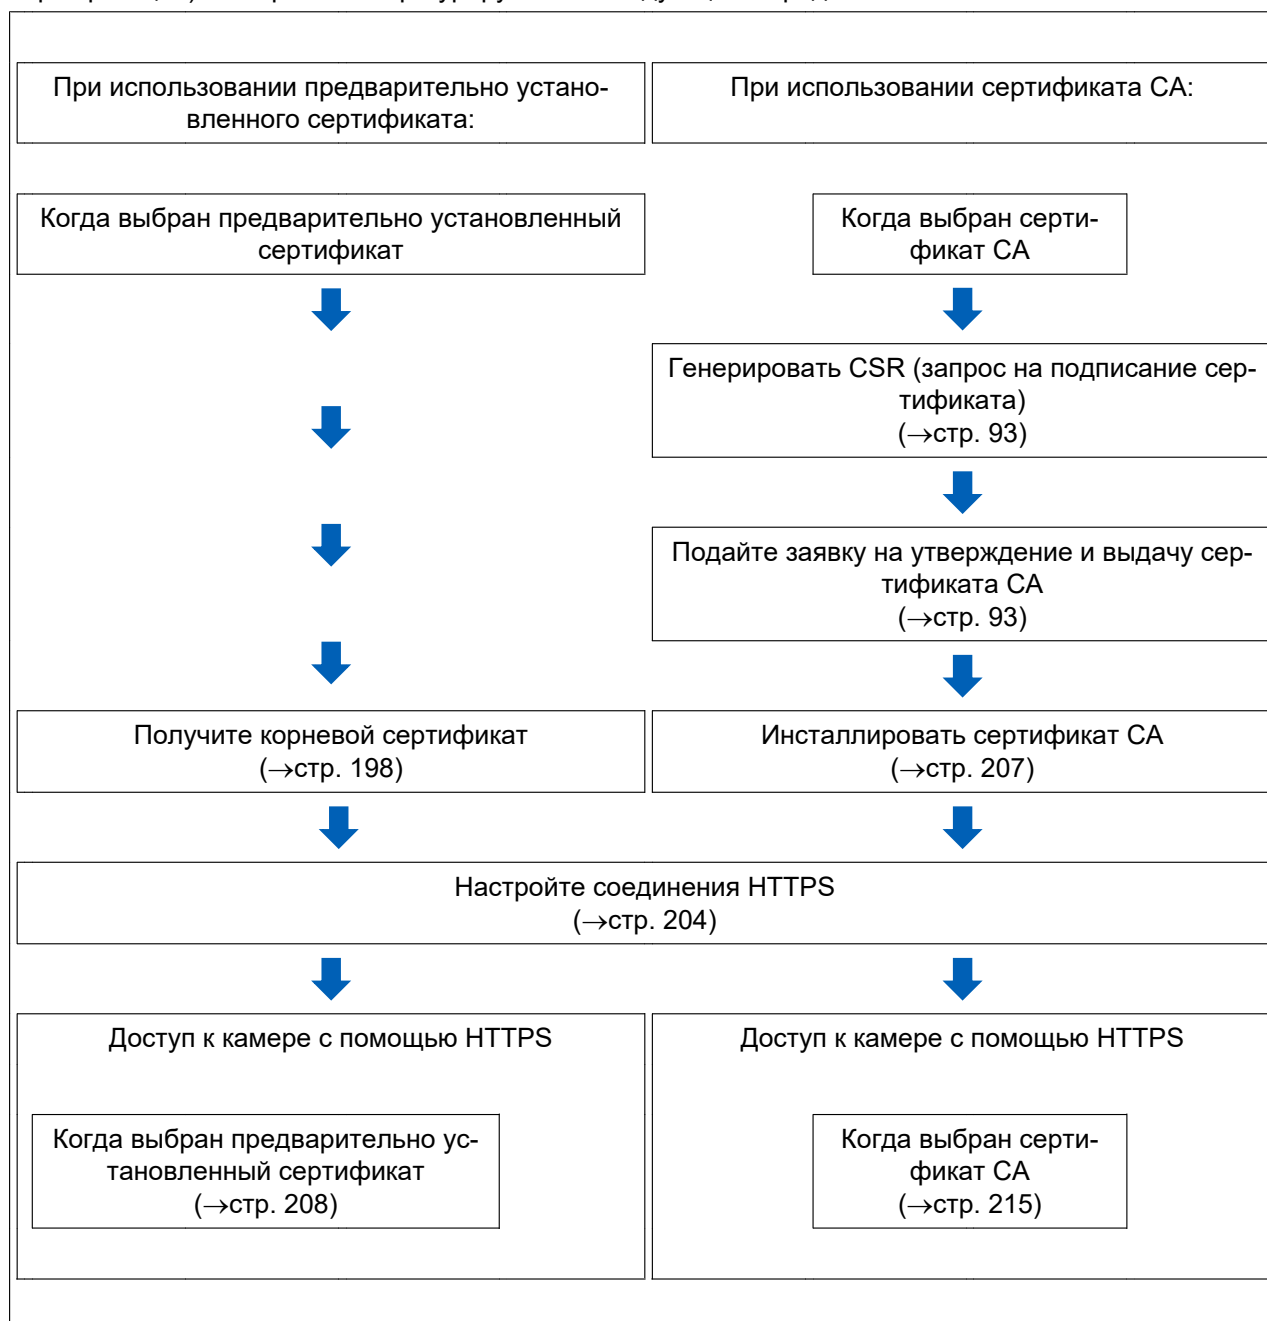 При использовании предварительно уста-
новленного сертификата:
При использовании сертификата CA:
Когда выбран предварительно установленный
сертификат
Когда выбран серти-
фикат CA
Генерировать CSR (запрос на подписание сер-
тификата)
(→стр. 93)
Подайте заявку на утверждение и выдачу сер-
тификата CA
(→стр. 93)
Получите корневой сертификат
(→стр. 198)
Инсталлировать сертификат CA
(→стр. 207)
Настройте соединения HTTPS
(→стр. 204)
Доступ к камере с помощью HTTPS
Когда выбран предварительно ус-
тановленный сертификат
(→стр. 208)
Доступ к камере с помощью HTTPS
Когда выбран серти-
фикат CA
(→стр. 215)